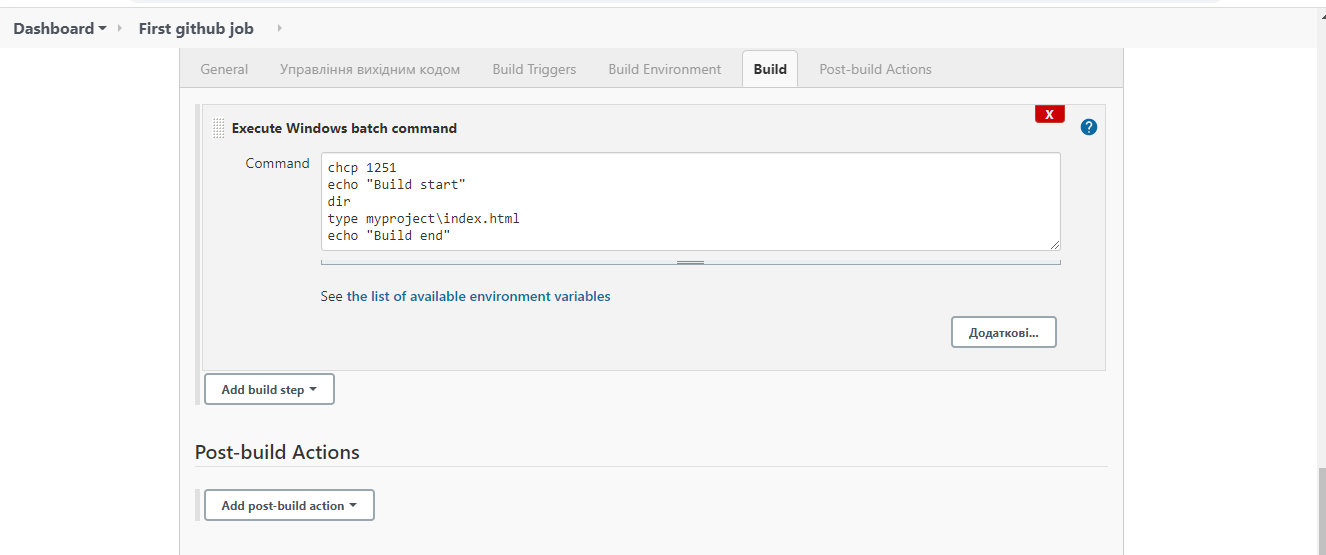 Dashboard First github job
General Управління вихідним кодом Build Triggers Build Environment Build Post-build Actions
X
Execute Windows batch command ?
Command
chcp 1251
echo "Build start"
dir
type myproject\index.html
echo "Build end"
See the list of available environment variables
Додаткові...
Add build step
Post-build Actions
Add post-build action